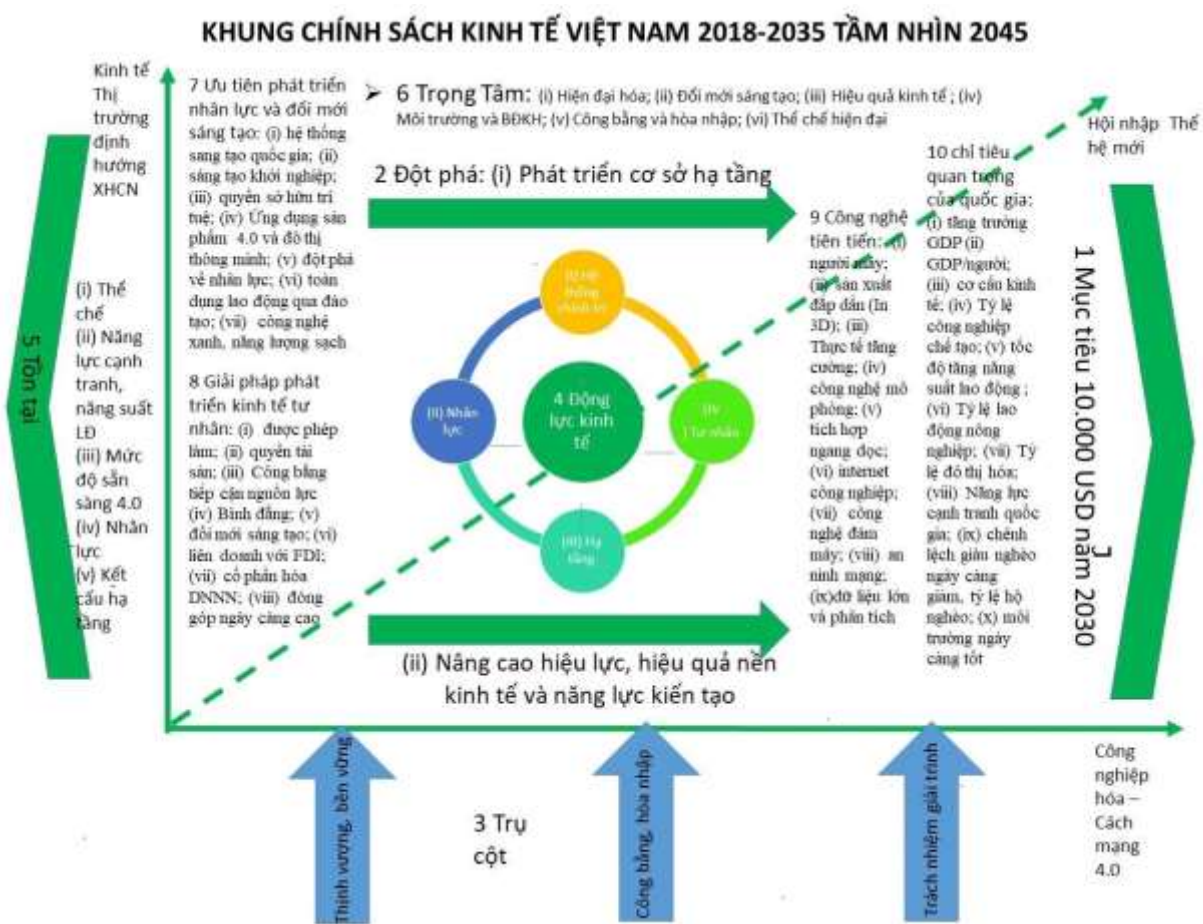 KHUNG CHÍNH SÁCH KINH TẾ VIỆT NAM 2018-2035 TẦM NHÌN 2045
Kinh tế
Thị
trường
định
hướng
XHCN
7 Ưu tiên phát triển
nhân lực và đổi mới
sáng tạo: (i) hệ thống
sang tạo quốc gia; (ii)
sáng tạo khởi nghiệp;
(iii) quyền sở hữu trí
tuệ; (iv) Ứng dụng sản
phẩm 4.0 và đô thị
thông minh; (v) đột phá
về nhân lực; (vi) toàn
dụng lao động qua đào
tạo; (vii) công nghệ
xanh, năng lượng sạch
➢ 6 Trọng Tâm: (i) Hiện đại hóa; (ii) Đổi mới sáng tạo; (iii) Hiệu quả kinh tế ; (iv)
Môi trường và BĐKH; (v) Công bằng và hòa nhập; (vi) Thể chế hiện đại
Hội nhập Thế
hệ mới
2 Đột phá: (i) Phát triển cơ sở hạ tầng
5 Tồn tại
(i) Thể
chế
(ii) Năng
lực cạnh
tranh,
năng suất
LĐ
(iii) Mức
độ sẵn
sàng 4.0
(iv) Nhân
lực
(v) Kết
cấu hạ
tầng
8 Giải pháp phát
triển kinh tế tư
nhân: (i) được phép
làm; (ii) quyền tài
sản; (iii) Công bằng
tiếp cận nguồn lực
(iv) Bình đẳng; (v)
đổi mới sáng tạo; (vi)
liên doanh với FDI;
(vii) cổ phần hóa
DNNN; (viii) đóng
góp ngày càng cao
(I) Hệ
thống
chính trị
(II) Nhân
lực
4 Động
lực kinh
tế
(IV
) Tư nhân
(III) Hạ
tầng
9 Công nghệ
tiên tiến: (i)
người máy;
(ii) sản xuất
đắp dần (In
3D); (iii)
Thực tế tăng
cường; (iv)
công nghệ mô
phỏng; (v)
tích hợp
ngang dọc;
(vi) internet
công nghiệp;
(vii) công
nghệ đám
mây; (viii) an
ninh mạng;
(ix)dữ liệu lớn
và phân tích
10 chỉ tiêu
quan trọng
của quốc gia:
(i) tăng trưởng
GDP (ii)
GDP/người;
(iii) cơ cấu kinh
tế; (iv) Tỷ lệ
công nghiệp
chế tạo; (v) tốc
độ tăng năng
suất lao động ;
(vi) Tỷ lệ lao
động nông
nghiệp; (vii) Tỷ
lệ đô thị hóa;
(viii) Năng lực
cạnh tranh quốc
gia; (ix) chênh
lệch giàu nghèo
ngày càng
giảm, tỷ lệ hộ
nghèo; (x) môi
trường ngày
càng tốt
1 Mục tiêu 10.000 USD năm 2030
(ii) Nâng cao hiệu lực, hiệu quả nền
kinh tế và năng lực kiến tạo
Thịnh vượng, bền vững
3 Trụ
cột
Công bằng, hòa nhập
Trách nhiệm giải trình
Công
nghiệp
hóa –
Cách
mạng
4.0